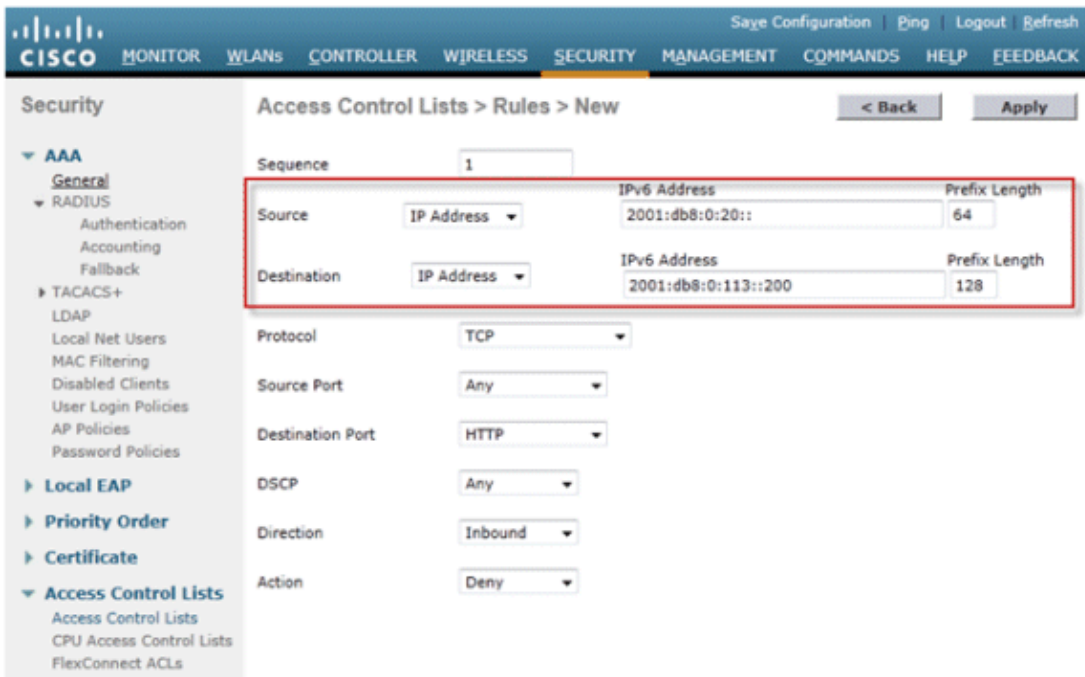 Save Configuration | Ping | Logout | Refresh
CISCO MONITOR WLANs CONTROLLER WIRELESS SECURITY MANAGEMENT COMMANDS HELP FEEDBACK
Security
AAA
General
RADIUS
Authentication
Accounting
Fallback
TACACS+
LDAP
Local Net Users
MAC Filtering
Disabled Clients
User Login Policies
AP Policies
Password Policies
Local EAP
Priority Order
Certificate
Access Control Lists
Access Control Lists
CPU Access Control Lists
FlexConnect ACLs
Access Control Lists > Rules > New < Back Apply
Sequence 1
IPv6 Address Prefix Length
Source IP Address 2001:db8:0:20:: 64
IPv6 Address Prefix Length
Destination IP Address 2001:db8:0:113::200 128
Protocol TCP
Source Port Any
Destination Port HTTP
DSCP Any
Direction Inbound
Action Deny